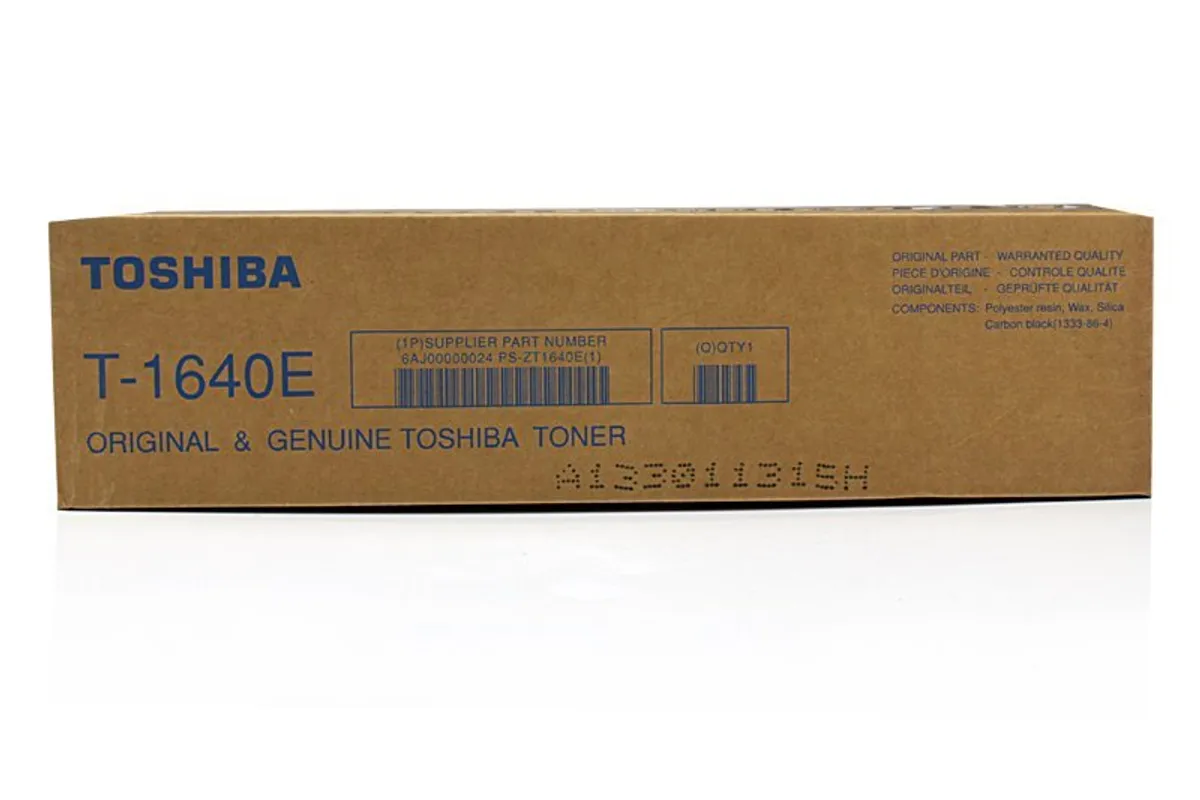 TOSHIBA
T-1640E
ORIGINAL & GENUINE TOSHIBA TONER
(1P)SUPPLIER PART NUMBER
6AJ00000024 PS-ZT1640E(1)
(Q)QTY1
ORIGINAL PART - WARRANTED QUALITY
PIECE D'ORIGINE - CONTROLE QUALITE
ORIGINALTEIL - GEPRÜFTE QUALITÄT
COMPONENTS: Polyester resin, Wax, Silica
Carbon black(1333-86-4)
A133011315H